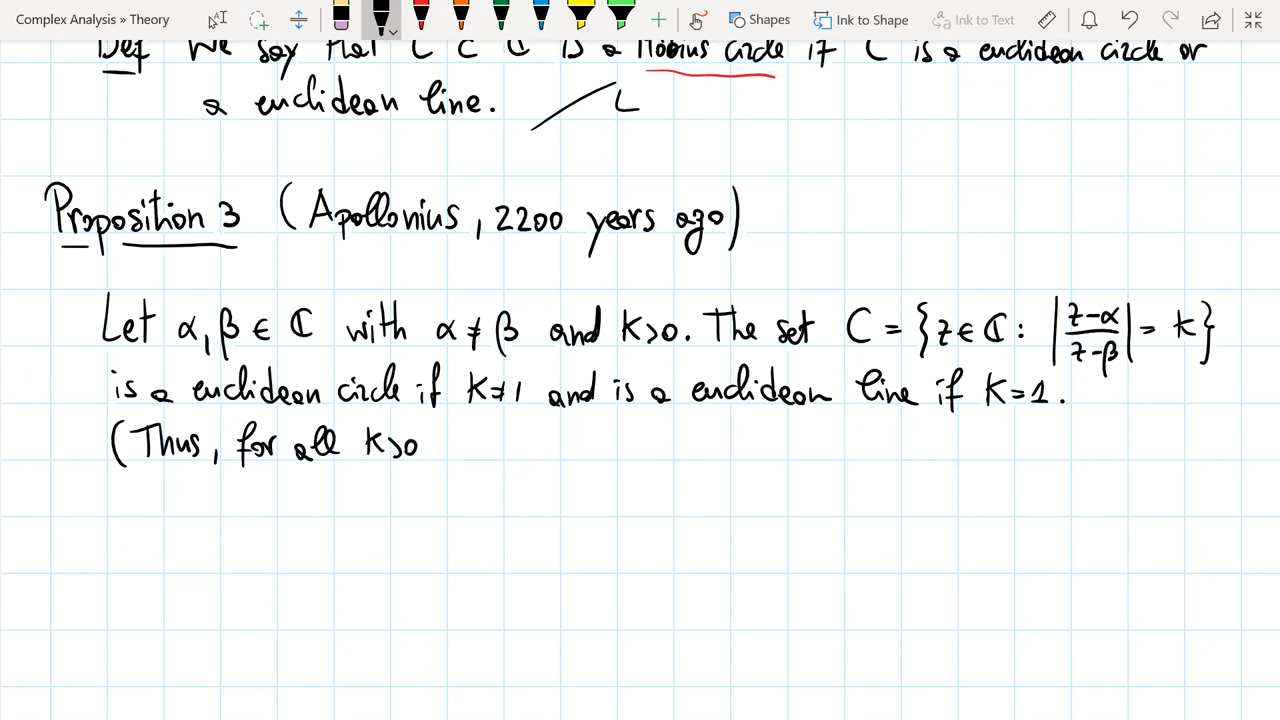 Complex Analysis » Theory
Shapes
Ink to Shape
Ink to Text
Def We say that C ⊂ ℂ is a Möbius circle if C is a euclidean circle or
a euclidean line. L
Proposition 3 (Apollonius, 2200 years ago)
Let α, β ∈ ℂ with α ≠ β and k>0. The set C = {z ∈ ℂ : |z-α/z-β| = k}
is a euclidean circle if k≠1 and is a euclidean line if k=1.
(Thus, for all k>0